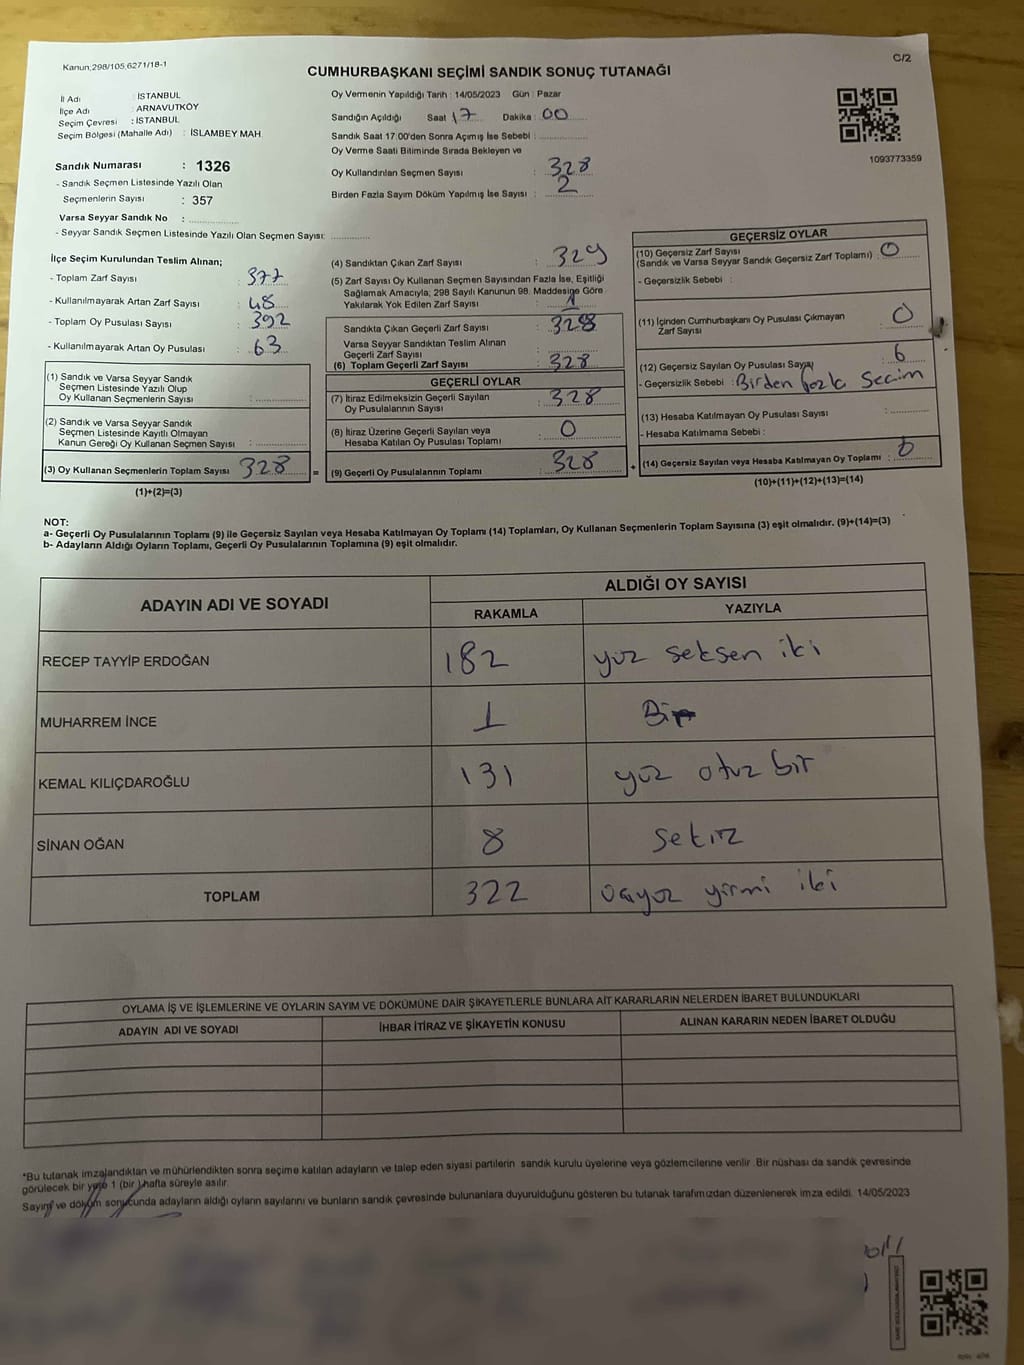 Kanun;298/105,6271/18-1
C/2
CUMHURBAŞKANI SEÇİMİ SANDIK SONUÇ TUTANAĞI
İl Adı : İSTANBUL
İlçe Adı : ARNAVUTKÖY
Seçim Çevresi : İSTANBUL
Seçim Bölgesi (Mahalle Adı) : İSLAMBEY MAH.
Sandık Numarası : 1326
- Sandık Seçmen Listesinde Yazılı Olan
Seçmenlerin Sayısı : 357
Varsa Seyyar Sandık No :
- Seyyar Sandık Seçmen Listesinde Yazılı Olan Seçmen Sayısı:
Oy Vermenin Yapıldığı Tarih : 14/05/2023 Gün : Pazar
Sandığın Açıldığı Saat 17 Dakika : 00
Sandık Saat 17.00'den Sonra Açımış İse Sebebi :
Oy Verme Saati Bitiminde Sırada Bekleyen ve
Oy Kullandırılan Seçmen Sayısı : 328
Birden Fazla Sayım Döküm Yapılmış İse Sayısı : 2
1093773359
İlçe Seçim Kurulundan Teslim Alınan;
- Toplam Zarf Sayısı : 377
- Kullanılmayarak Artan Zarf Sayısı : 48
- Toplam Oy Pusulası Sayısı : 392
- Kullanılmayarak Artan Oy Pusulası : 63
(1) Sandık ve Varsa Seyyar Sandık
Seçmen Listesinde Yazılı Olup
Oy Kullanan Seçmenlerin Sayısı :
(2) Sandık ve Varsa Seyyar Sandık
Seçmen Listesinde Kayıtlı Olmayan
Kanun Gereği Oy Kullanan Seçmen Sayısı :
(3) Oy Kullanan Seçmenlerin Toplam Sayısı 328 =
(1)+(2)=(3)
(4) Sandıktan Çıkan Zarf Sayısı : 329
(5) Zarf Sayısı Oy Kullanan Seçmen Sayısından Fazla İse, Eşitliği
Sağlamak Amacıyla; 298 Sayılı Kanunun 98. Maddesine Göre
Yakılarak Yok Edilen Zarf Sayısı : 1
Sandıkta Çıkan Geçerli Zarf Sayısı : 328
Varsa Seyyar Sandıktan Teslim Alınan
Geçerli Zarf Sayısı :
(6) Toplam Geçerli Zarf Sayısı : 328
GEÇERLİ OYLAR
(7) İtiraz Edilmeksizin Geçerli Sayılan
Oy Pusulalarının Sayısı : 328
(8) İtiraz Üzerine Geçerli Sayılan veya
Hesaba Katılan Oy Pusulası Toplamı : 0
(9) Geçerli Oy Pusulalarının Toplamı : 328 +
GEÇERSİZ OYLAR
(10) Geçersiz Zarf Sayısı
(Sandık ve Varsa Seyyar Sandık Geçersiz Zarf Toplamı) : 0
- Geçersizlik Sebebi :
(11) İçinden Cumhurbaşkanı Oy Pusulası Çıkmayan
Zarf Sayısı : 0
(12) Geçersiz Sayılan Oy Pusulası Sayısı : 6
- Geçersizlik Sebebi : Birden fazla Secim
(13) Hesaba Katılmayan Oy Pusulası Sayısı :
- Hesaba Katılmama Sebebi :
(14) Geçersiz Sayılan veya Hesaba Katılmayan Oy Toplamı : 6
(10)+(11)+(12)+(13)=(14)
NOT:
a- Geçerli Oy Pusulalarının Toplamı (9) ile Geçersiz Sayılan veya Hesaba Katılmayan Oy Toplamı (14) Toplamları, Oy Kullanan Seçmenlerin Toplam Sayısına (3) eşit olmalıdır. (9)+(14)=(3)
b- Adayların Aldığı Oyların Toplamı, Geçerli Oy Pusulalarının Toplamına (9) eşit olmalıdır.
ADAYIN ADI VE SOYADI
ALDIĞI OY SAYISI
RAKAMLA YAZIYLA
RECEP TAYYİP ERDOĞAN 182 yüz seksen iki
MUHARREM İNCE 1 Bir
KEMAL KILIÇDAROĞLU 131 yüz otuz bir
SİNAN OĞAN 8 sekiz
TOPLAM 322 üçyüz yirmi iki
OYLAMA İŞ VE İŞLEMLERİNE VE OYLARIN SAYIM VE DÖKÜMÜNE DAİR ŞİKAYETLERLE BUNLARA AİT KARARLARIN NELERDEN İBARET BULUNDUKLARI
ADAYIN ADI VE SOYADI İHBAR İTİRAZ VE ŞİKAYETİN KONUSU ALINAN KARARIN NEDEN İBARET OLDUĞU
*Bu tutanak imzalandıktan ve mühürlendikten sonra seçime katılan adayların ve talep eden siyasi partilerin sandık kurulu üyelerine veya gözlemcilerine verilir. Bir nüshası da sandık çevresinde
görülecek bir yere 1 (bir) hafta süreyle asılır.
Sayım ve döküm sonucunda adayların aldığı oyların sayılarını ve bunların sandık çevresinde bulunanlara duyurulduğunu gösteren bu tutanak tarafımızdan düzenlenerek imza edildi. 14/05/2023